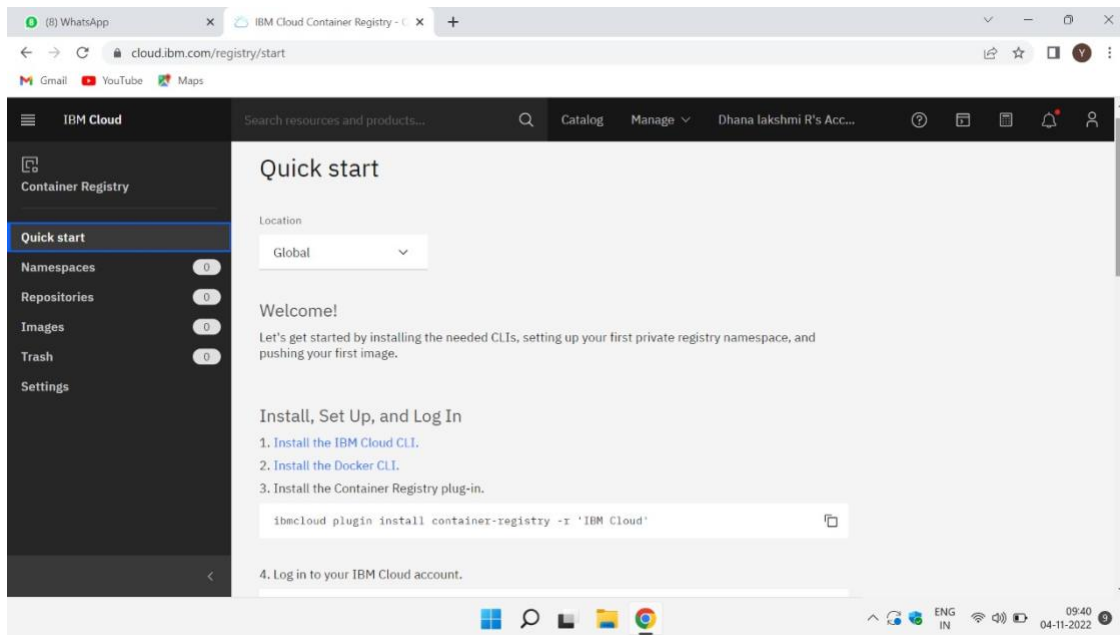 (8) WhatsApp
IBM Cloud Container Registry - C
cloud.ibm.com/registry/start
Y
Gmail YouTube Maps
IBM Cloud
Search resources and products...
Catalog Manage Dhana lakshmi R's Acc...
Container Registry
Quick start
Namespaces 0
Repositories 0
Images 0
Trash 0
Settings
Quick start
Location
Global
Welcome!
Let's get started by installing the needed CLIs, setting up your first private registry namespace, and
pushing your first image.
Install, Set Up, and Log In
1. Install the IBM Cloud CLI.
2. Install the Docker CLI.
3. Install the Container Registry plug-in.
ibmcloud plugin install container-registry -r 'IBM Cloud'
4. Log in to your IBM Cloud account.
ENG
IN
09:40
04-11-2022
9